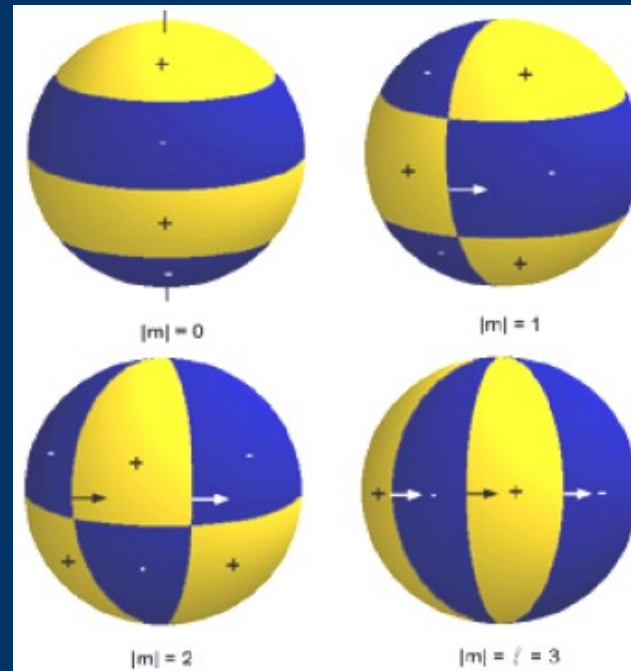 +
-
+
-
|m| = 0
- +
+ -
- +
|m| = 1
- + -
+ - +
|m| = 2
+ - + -
|m| = ℓ = 3